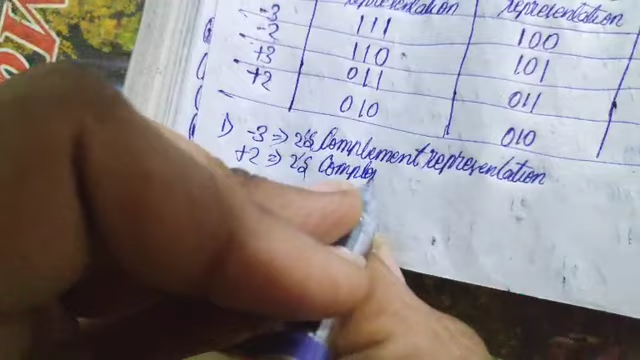 representation representation
-3 111 100
-2 110 101
+3 011 011
+2 010 010
1) -3 ⇒ 2's Complement representation
+2 ⇒ 2's Comple